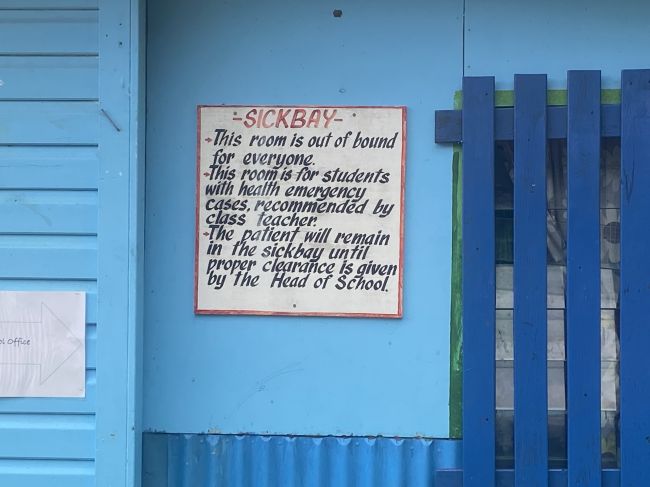 -SICKBAY-
This room is out of bound
for everyone.
This room is for students
with health emergency
cases, recommended by
class teacher.
The patient will remain
in the sickbay until
proper clearance is given
by the Head of School.
Office